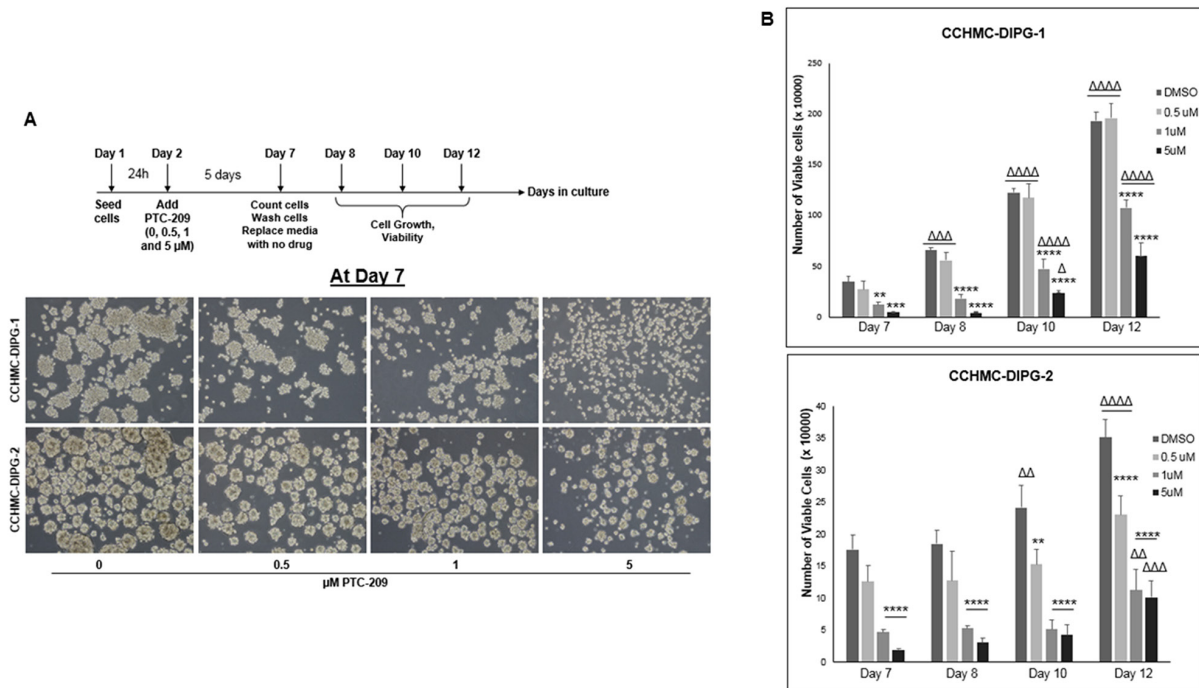 A
Day 1 Day 2 Day 7 Day 8 Day 10 Day 12
24h 5 days
Days in culture
Seed
cells
Add
PTC-209
(0, 0.5, 1
and 5 µM)
Count cells
Wash cells
Replace media
with no drug
Cell Growth,
Viability
At Day 7
CCHMC-DIPG-1
CCHMC-DIPG-2
0 0.5 1 5
µM PTC-209
B
CCHMC-DIPG-1
Number of Viable cells (x 10000)
250
200
150
100
50
0
DMSO
0.5 uM
1uM
5uM
** ***
ΔΔΔ
**** ****
ΔΔΔΔ
ΔΔΔΔ
****
Δ
****
ΔΔΔΔ
ΔΔΔΔ
****
****
Day 7 Day 8 Day 10 Day 12
CCHMC-DIPG-2
Number of Viable Cells (x 10000)
40
35
30
25
20
15
10
5
0
DMSO
0.5 uM
1uM
5uM
****
****
ΔΔ
**
****
ΔΔΔΔ
****
****
ΔΔ
ΔΔΔ
Day 7 Day 8 Day 10 Day 12